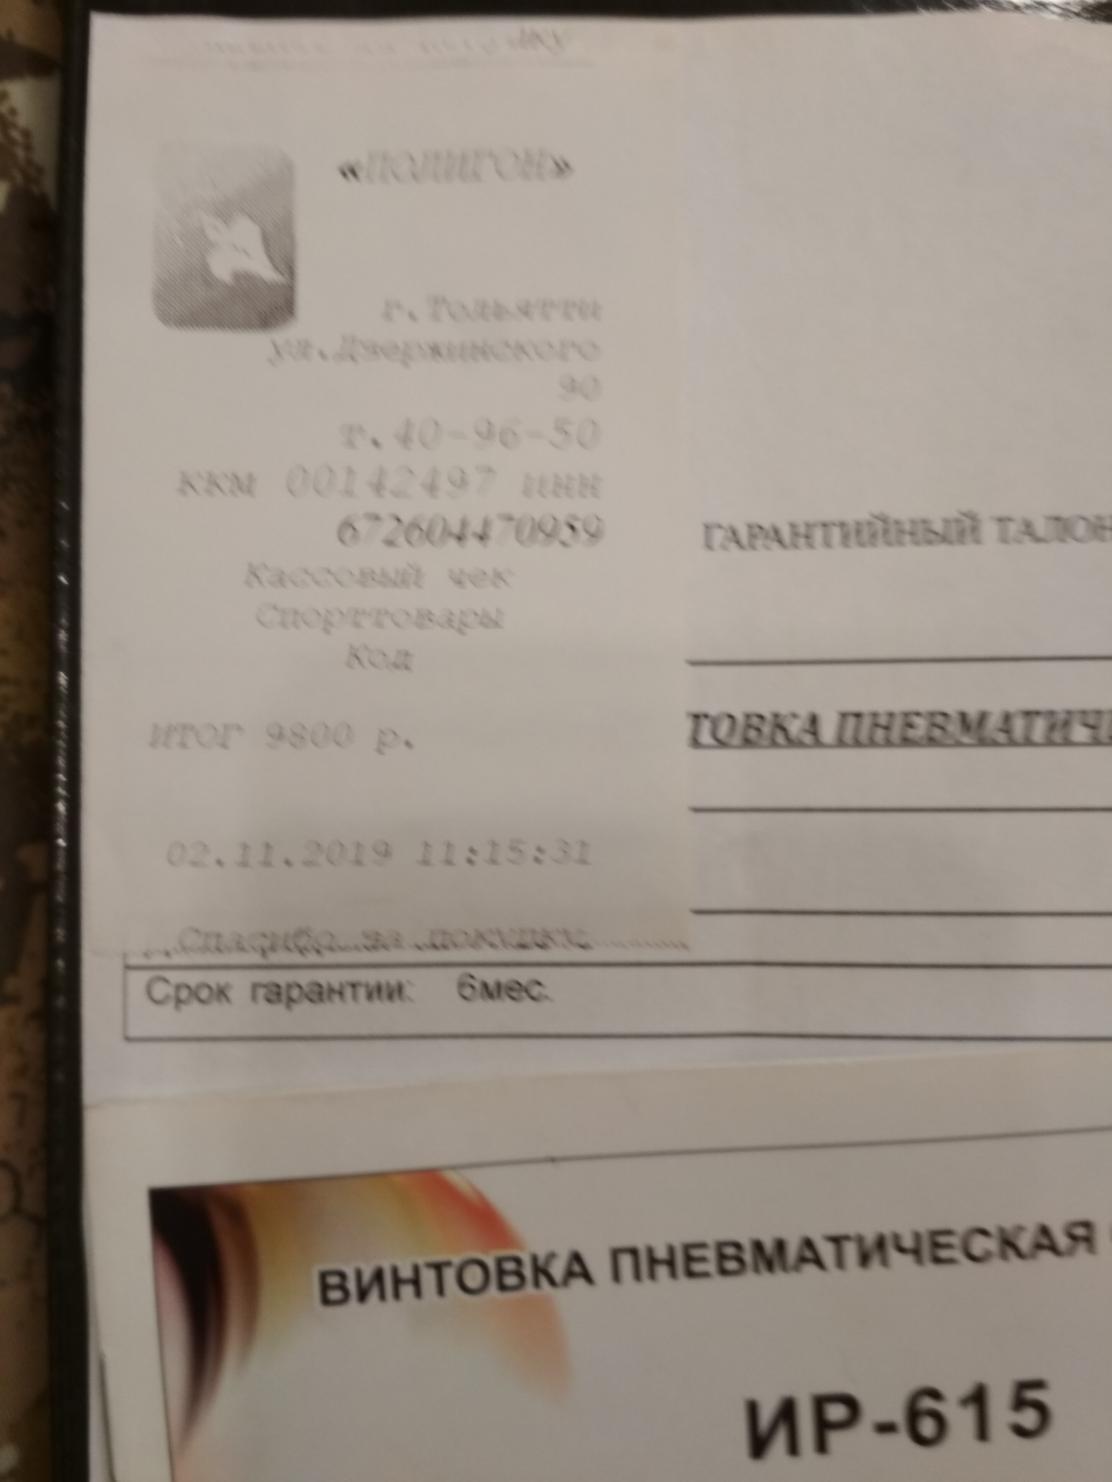 «ПОЛИГОН»
г.Тольятти
ул.Дзержинского
90
т.40-96-50
ККМ 00142497 ИНН
672604470959
Кассовый чек
Спорттовары
Код
ИТОГ 9800 р.
02.11.2019 11:15:31
Спасибо за покупку
ГАРАНТИЙНЫЙ ТАЛОН
ТОВКА ПНЕВМАТИЧЕ
Срок гарантии: 6мес.
ВИНТОВКА ПНЕВМАТИЧЕСКАЯ
ИР-615